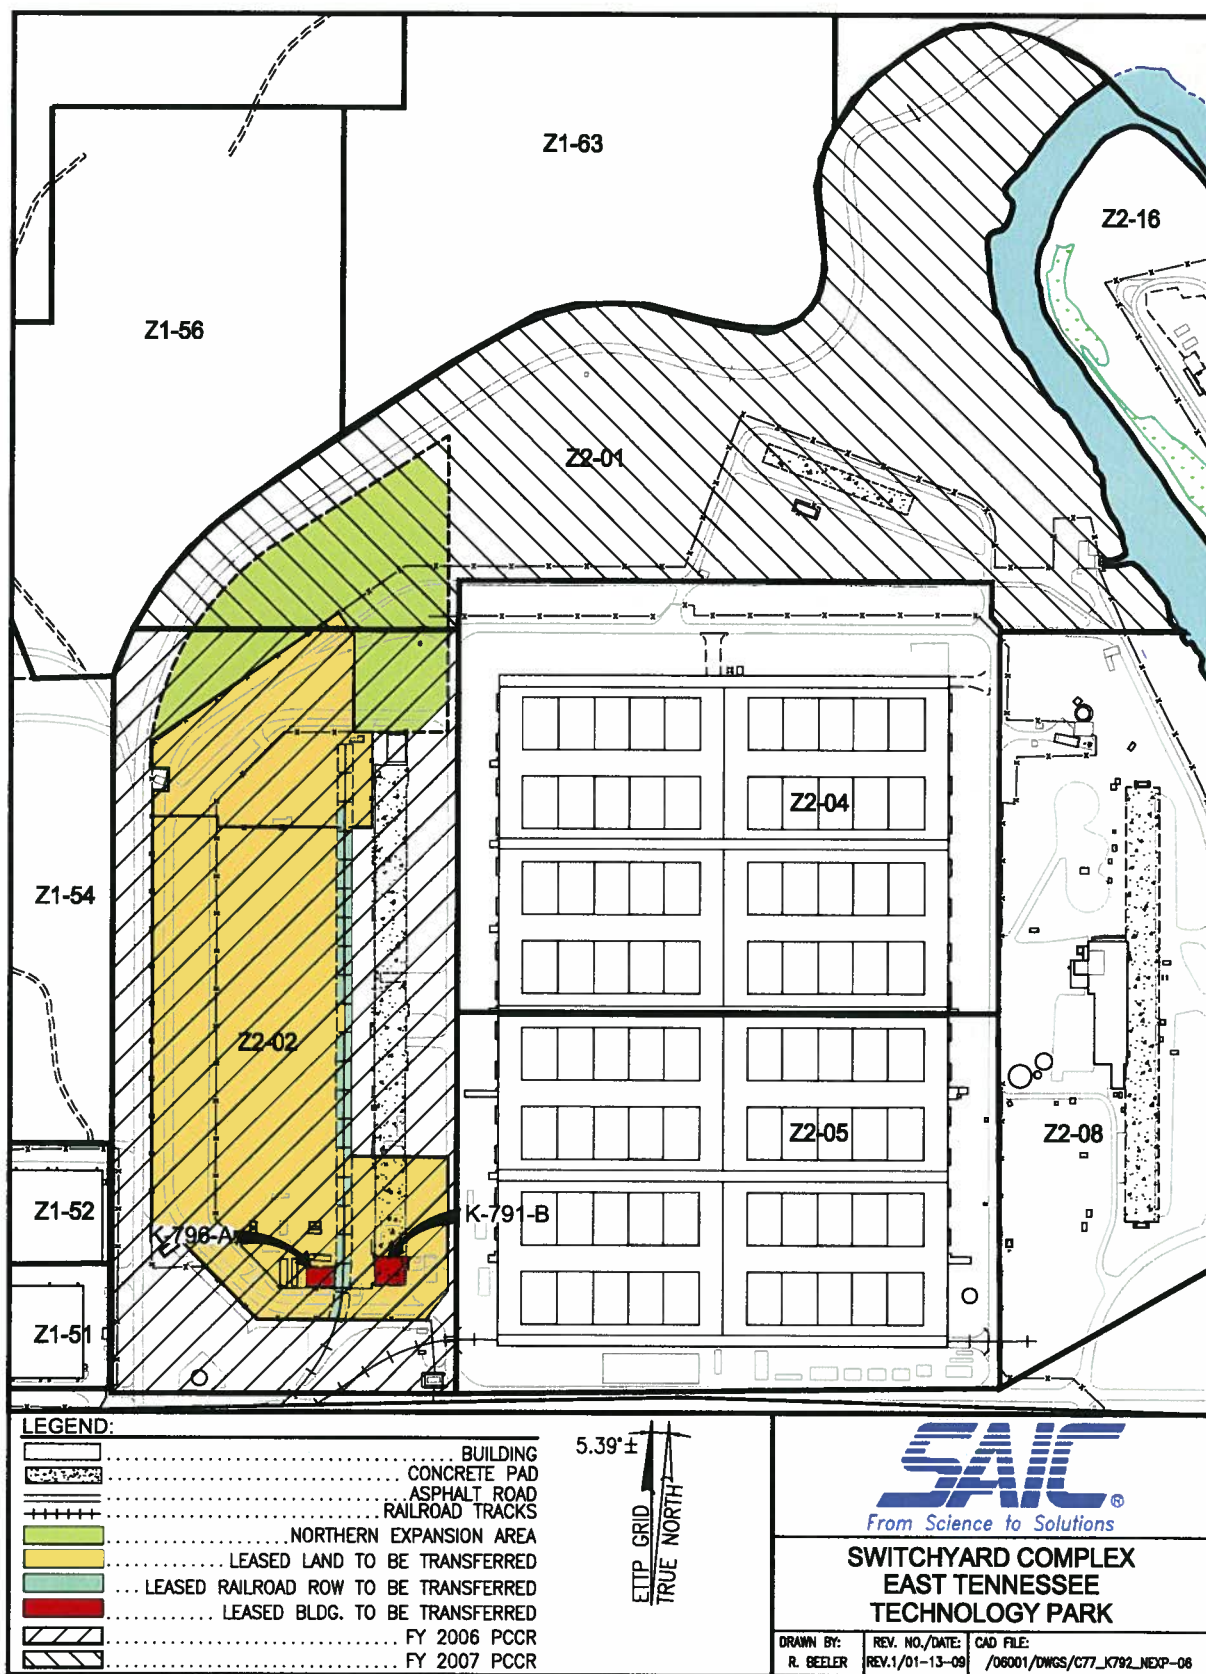 Z1-63
Z2-16
Z1-56
Z2-01
Z2-04
Z1-54
Z2-02
Z2-05
Z2-08
Z1-52
K-796-A
K-791-B
Z1-51
LEGEND:
BUILDING
CONCRETE PAD
ASPHALT ROAD
RAILROAD TRACKS
NORTHERN EXPANSION AREA
LEASED LAND TO BE TRANSFERRED
LEASED RAILROAD ROW TO BE TRANSFERRED
LEASED BLDG. TO BE TRANSFERRED
FY 2006 PCCR
FY 2007 PCCR
5.39°±
ETTP GRID
TRUE NORTH
SAIC®
From Science to Solutions
SWITCHYARD COMPLEX
EAST TENNESSEE
TECHNOLOGY PARK
DRAWN BY:
R. BEELER
REV. NO./DATE:
REV.1/01-13-09
CAD FILE:
/06001/DWGS/C77_K792_NEXP-06